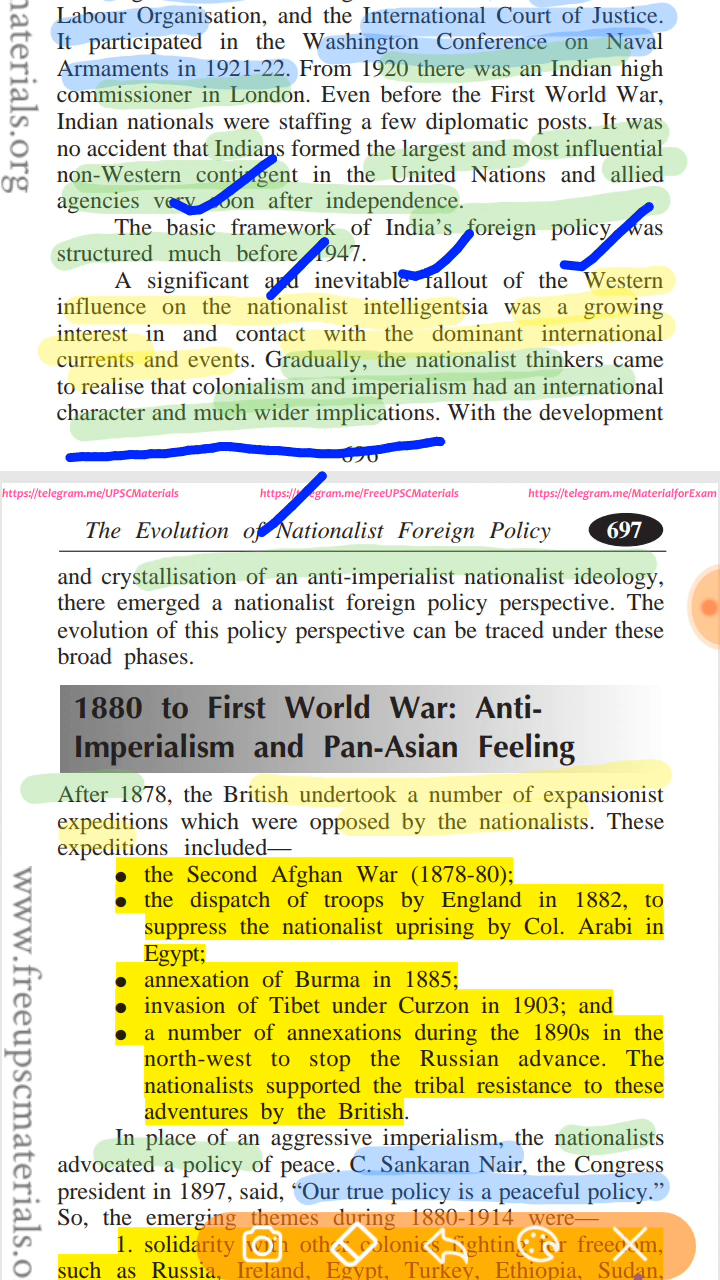 Labour Organisation, and the International Court of Justice.
It participated in the Washington Conference on Naval
Armaments in 1921-22. From 1920 there was an Indian high
commissioner in London. Even before the First World War,
Indian nationals were staffing a few diplomatic posts. It was
no accident that Indians formed the largest and most influential
non-Western contingent in the United Nations and allied
agencies very soon after independence.
The basic framework of India's foreign policy was
structured much before 1947.
A significant and inevitable fallout of the Western
influence on the nationalist intelligentsia was a growing
interest in and contact with the dominant international
currents and events. Gradually, the nationalist thinkers came
to realise that colonialism and imperialism had an international
character and much wider implications. With the development
696
https://telegram.me/UPSCMaterials https://telegram.me/FreeUPSCMaterials https://telegram.me/MaterialforExam
The Evolution of Nationalist Foreign Policy 697
and crystallisation of an anti-imperialist nationalist ideology,
there emerged a nationalist foreign policy perspective. The
evolution of this policy perspective can be traced under these
broad phases.
1880 to First World War: Anti-
Imperialism and Pan-Asian Feeling
After 1878, the British undertook a number of expansionist
expeditions which were opposed by the nationalists. These
expeditions included—
• the Second Afghan War (1878-80);
• the dispatch of troops by England in 1882, to
suppress the nationalist uprising by Col. Arabi in
Egypt;
• annexation of Burma in 1885;
• invasion of Tibet under Curzon in 1903; and
• a number of annexations during the 1890s in the
north-west to stop the Russian advance. The
nationalists supported the tribal resistance to these
adventures by the British.
In place of an aggressive imperialism, the nationalists
advocated a policy of peace. C. Sankaran Nair, the Congress
president in 1897, said, “Our true policy is a peaceful policy.”
So, the emerging themes during 1880-1914 were—
1. solidarity with other colonies fighting for freedom,
such as Russia, Ireland, Egypt, Turkey, Ethiopia, Sudan,
materials.org
www.freeupscmaterials.o